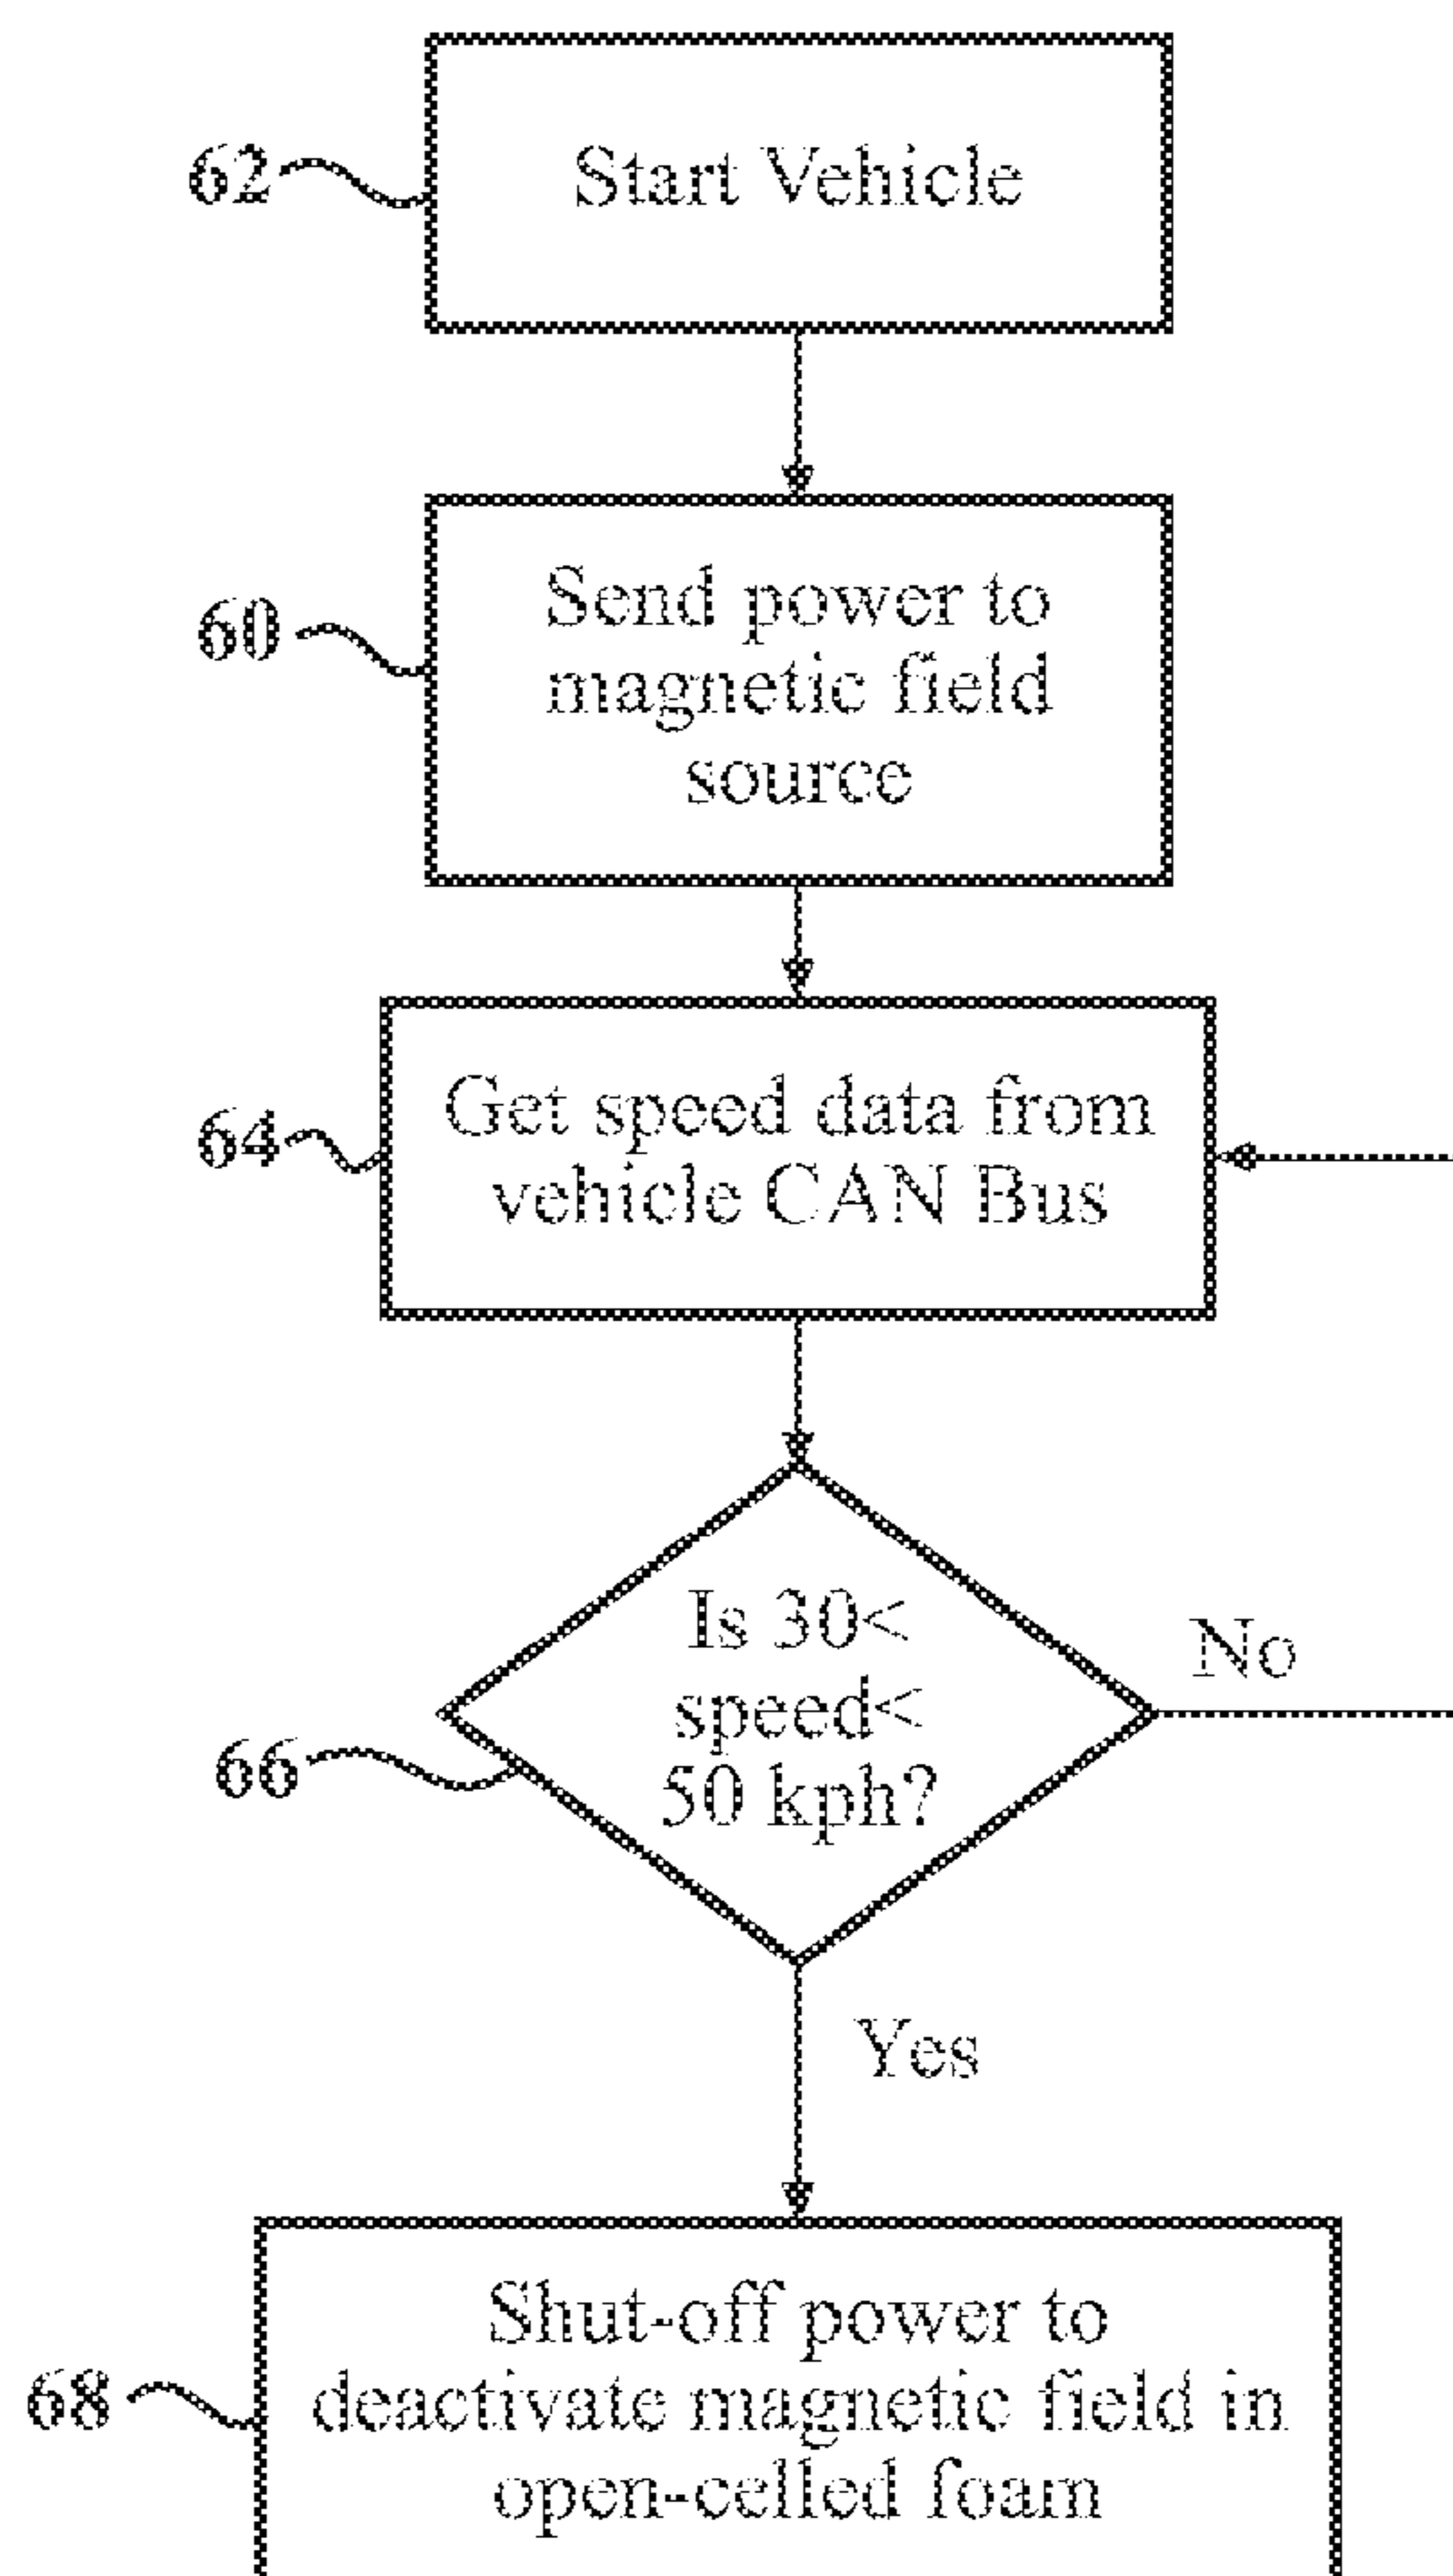 62
Start Vehicle
60
Send power to
magnetic field
source
64
Get speed data from
vehicle CAN Bus
66
Is 30<
speed<
50 kph?
No
Yes
68
Shut-off power to
deactivate magnetic field in
open-celled foam